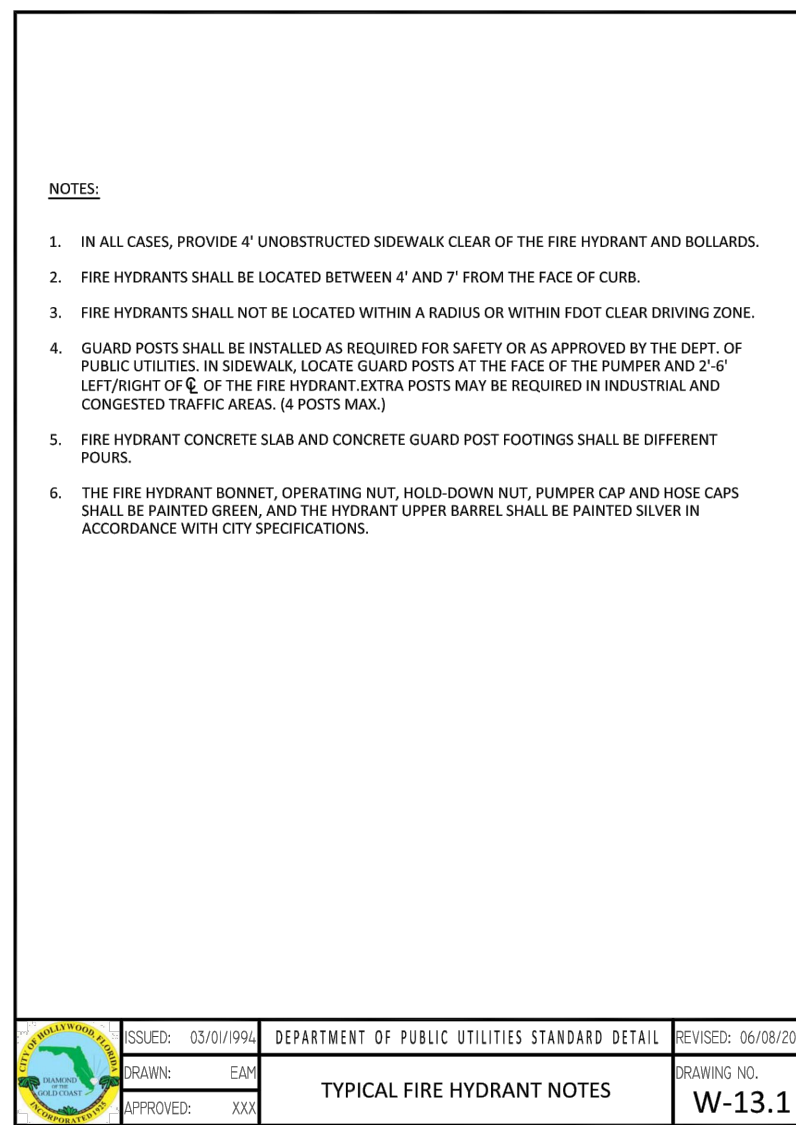 NOTES:
1. IN ALL CASES, PROVIDE 4' UNOBSTRUCTED SIDEWALK CLEAR OF THE FIRE HYDRANT AND BOLLARDS.
2. FIRE HYDRANTS SHALL BE LOCATED BETWEEN 4' AND 7' FROM THE FACE OF CURB.
3. FIRE HYDRANTS SHALL NOT BE LOCATED WITHIN A RADIUS OR WITHIN FDOT CLEAR DRIVING ZONE.
4. GUARD POSTS SHALL BE INSTALLED AS REQUIRED FOR SAFETY OR AS APPROVED BY THE DEPT. OF
PUBLIC UTILITIES. IN SIDEWALK, LOCATE GUARD POSTS AT THE FACE OF THE PUMPER AND 2'-6'
LEFT/RIGHT OF ℄ OF THE FIRE HYDRANT.EXTRA POSTS MAY BE REQUIRED IN INDUSTRIAL AND
CONGESTED TRAFFIC AREAS. (4 POSTS MAX.)
5. FIRE HYDRANT CONCRETE SLAB AND CONCRETE GUARD POST FOOTINGS SHALL BE DIFFERENT
POURS.
6. THE FIRE HYDRANT BONNET, OPERATING NUT, HOLD-DOWN NUT, PUMPER CAP AND HOSE CAPS
SHALL BE PAINTED GREEN, AND THE HYDRANT UPPER BARREL SHALL BE PAINTED SILVER IN
ACCORDANCE WITH CITY SPECIFICATIONS.
CITY OF HOLLYWOOD, FLORIDA
DIAMOND
OF THE
GOLD COAST
INCORPORATED 1925
ISSUED: 03/01/1994
DRAWN: EAM
APPROVED: XXX
DEPARTMENT OF PUBLIC UTILITIES STANDARD DETAIL
TYPICAL FIRE HYDRANT NOTES
REVISED: 06/08/20
DRAWING NO.
W-13.1